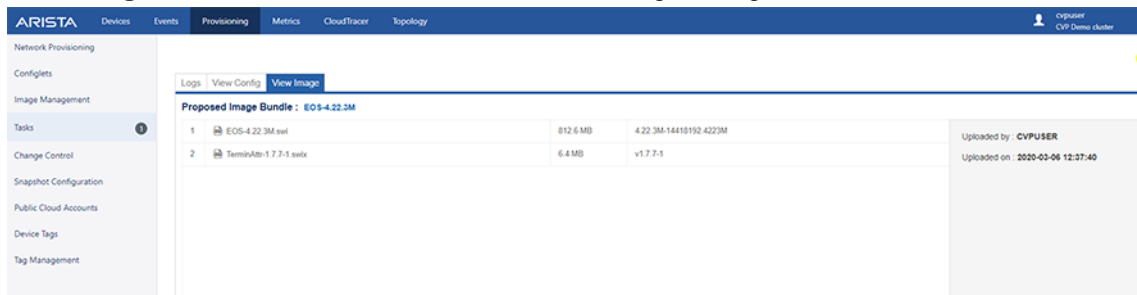 ARISTA Devices Events Provisioning Metrics CloudTracer Topology cvpuser
CVP Demo cluster
Network Provisioning
Configlets
Image Management
Tasks 1
Change Control
Snapshot Configuration
Public Cloud Accounts
Device Tags
Tag Management
Logs View Config View Image
Proposed Image Bundle : EOS-4.22.3M
1 EOS-4.22.3M.swi 812.6 MB 4.22.3M-14418192.4223M
2 TerminAttr-1.7.7-1.swix 6.4 MB v1.7.7-1
Uploaded by : CVPUSER
Uploaded on : 2020-03-06 12:37:40